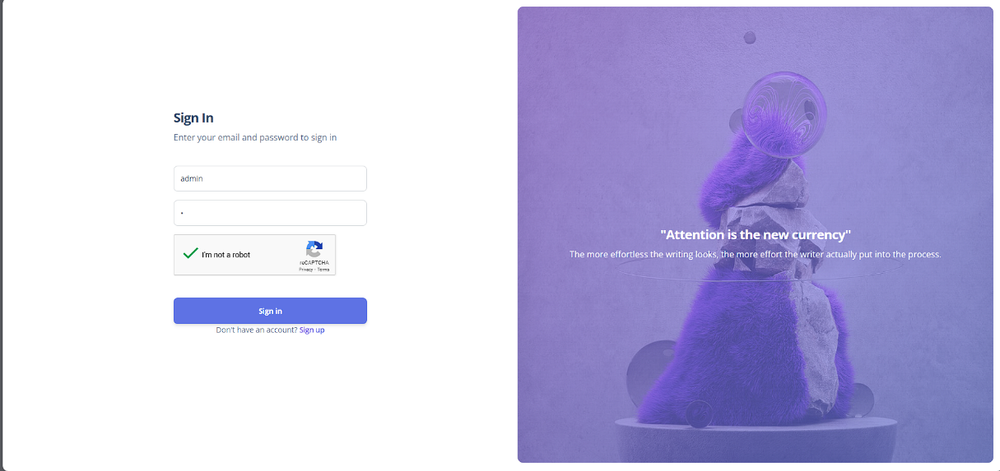 Sign In
Enter your email and password to sign in
admin
•
I'm not a robot
reCAPTCHA
Privacy - Terms
Sign in
Don't have an account? Sign up
"Attention is the new currency"
The more effortless the writing looks, the more effort the writer actually put into the process.